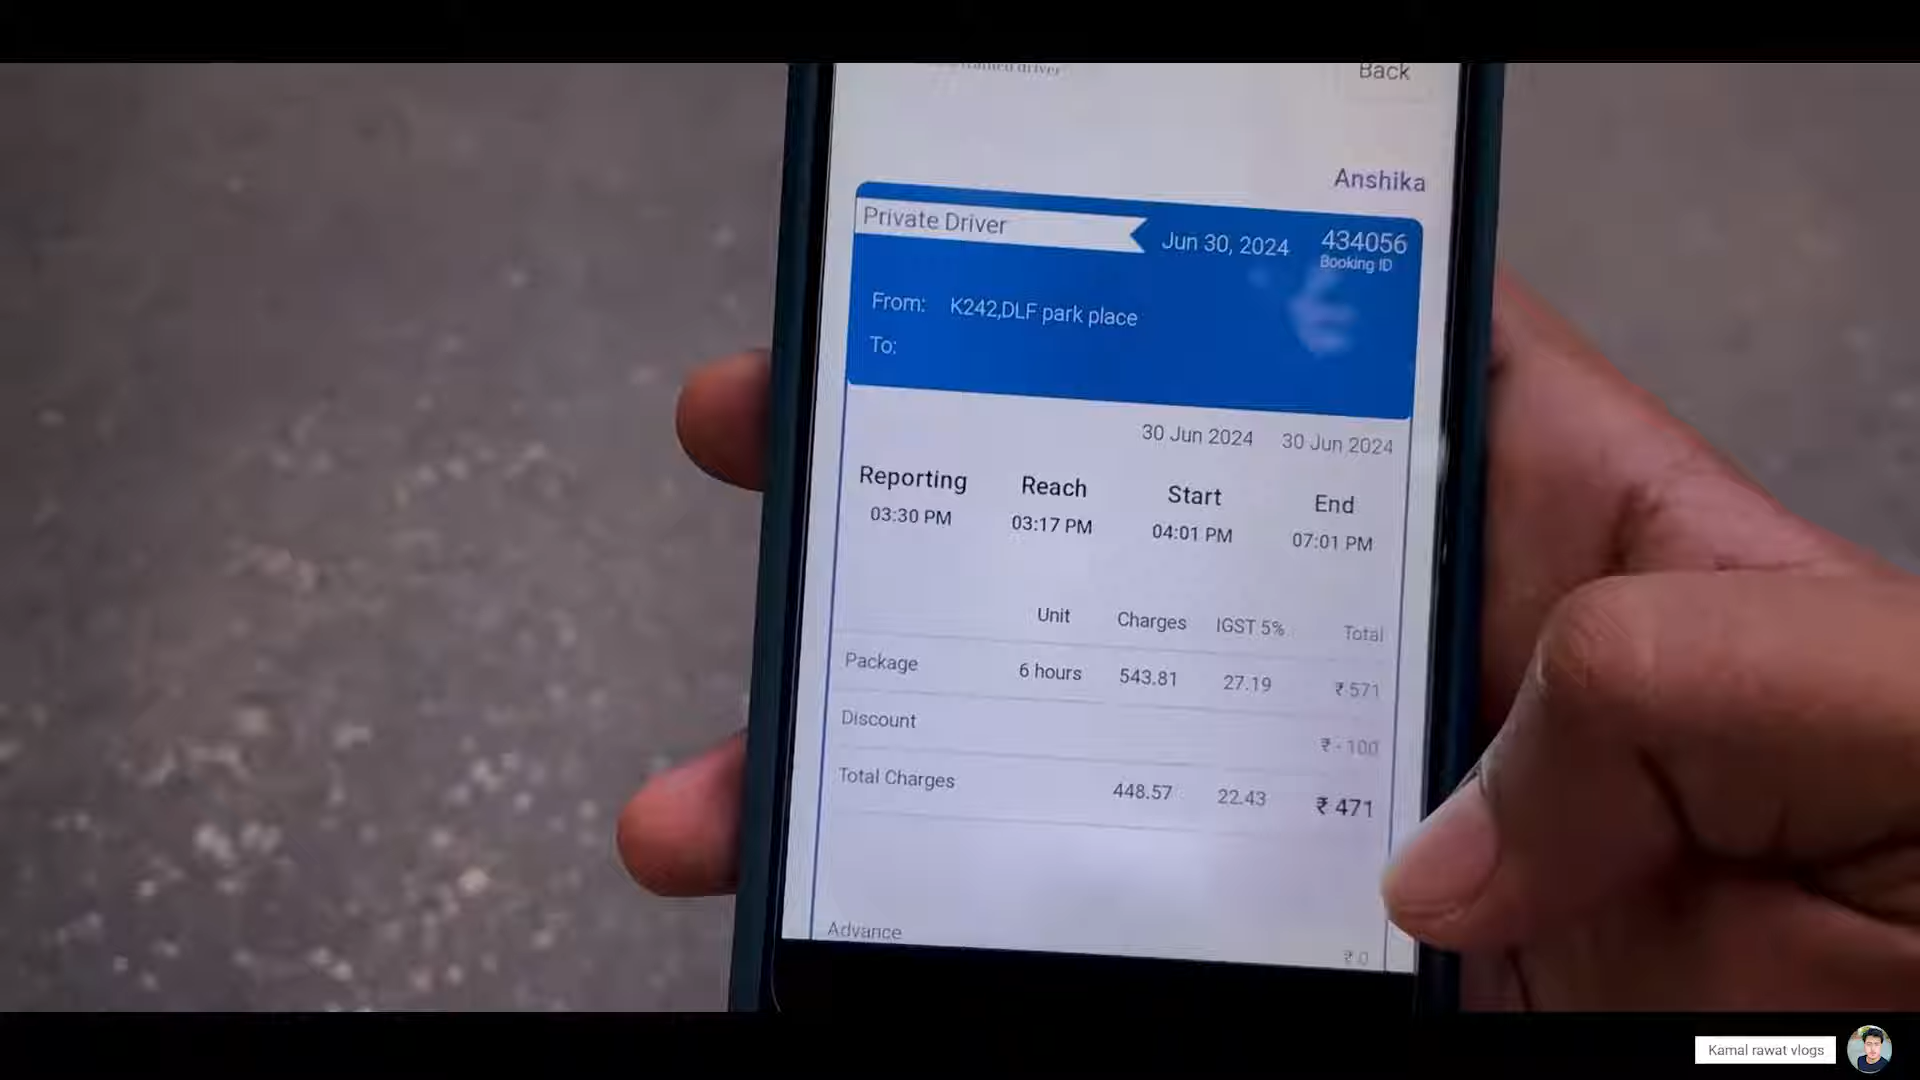 driver
Back
Anshika
Private Driver
Jun 30, 2024
434056
Booking ID
From: K242,DLF park place
To:
30 Jun 2024 30 Jun 2024
Reporting Reach Start End
03:30 PM 03:17 PM 04:01 PM 07:01 PM
Unit Charges IGST 5% Total
Package 6 hours 543.81 27.19 ₹ 571
Discount ₹ - 100
Total Charges 448.57 22.43 ₹ 471
Advance ₹ 0
Kamal rawat vlogs